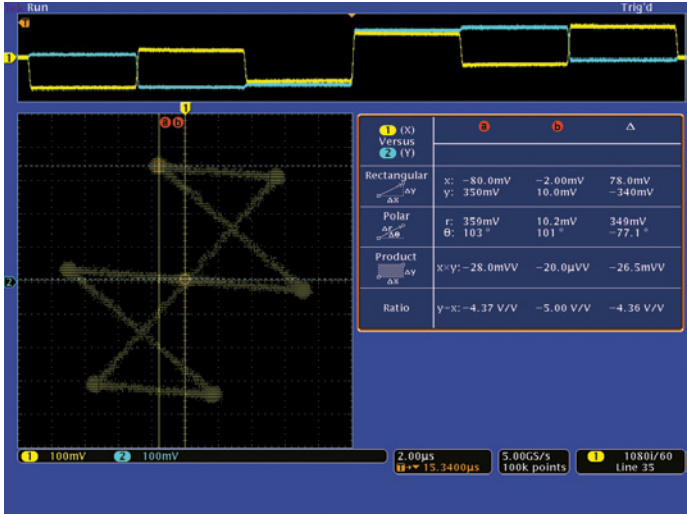 Run Trig'd
T
1
1
a b
2
1 (X) a b Δ
Versus
2 (Y)
Rectangular x: -80.0mV -2.00mV 78.0mV
Δy y: 350mV 10.0mV -340mV
Δx
Polar r: 359mV 10.2mV 349mV
Δr Δθ θ: 103° 101° -77.1°
Product
Δy x×y: -28.0mVV -20.0µVV -26.5mVV
Δx
Ratio y÷x: -4.37 V/V -5.00 V/V -4.36 V/V
1 100mV 2 100mV 2.00µs 5.00GS/s 1 1080i/60
T→▼ 15.3400µs 100k points Line 35